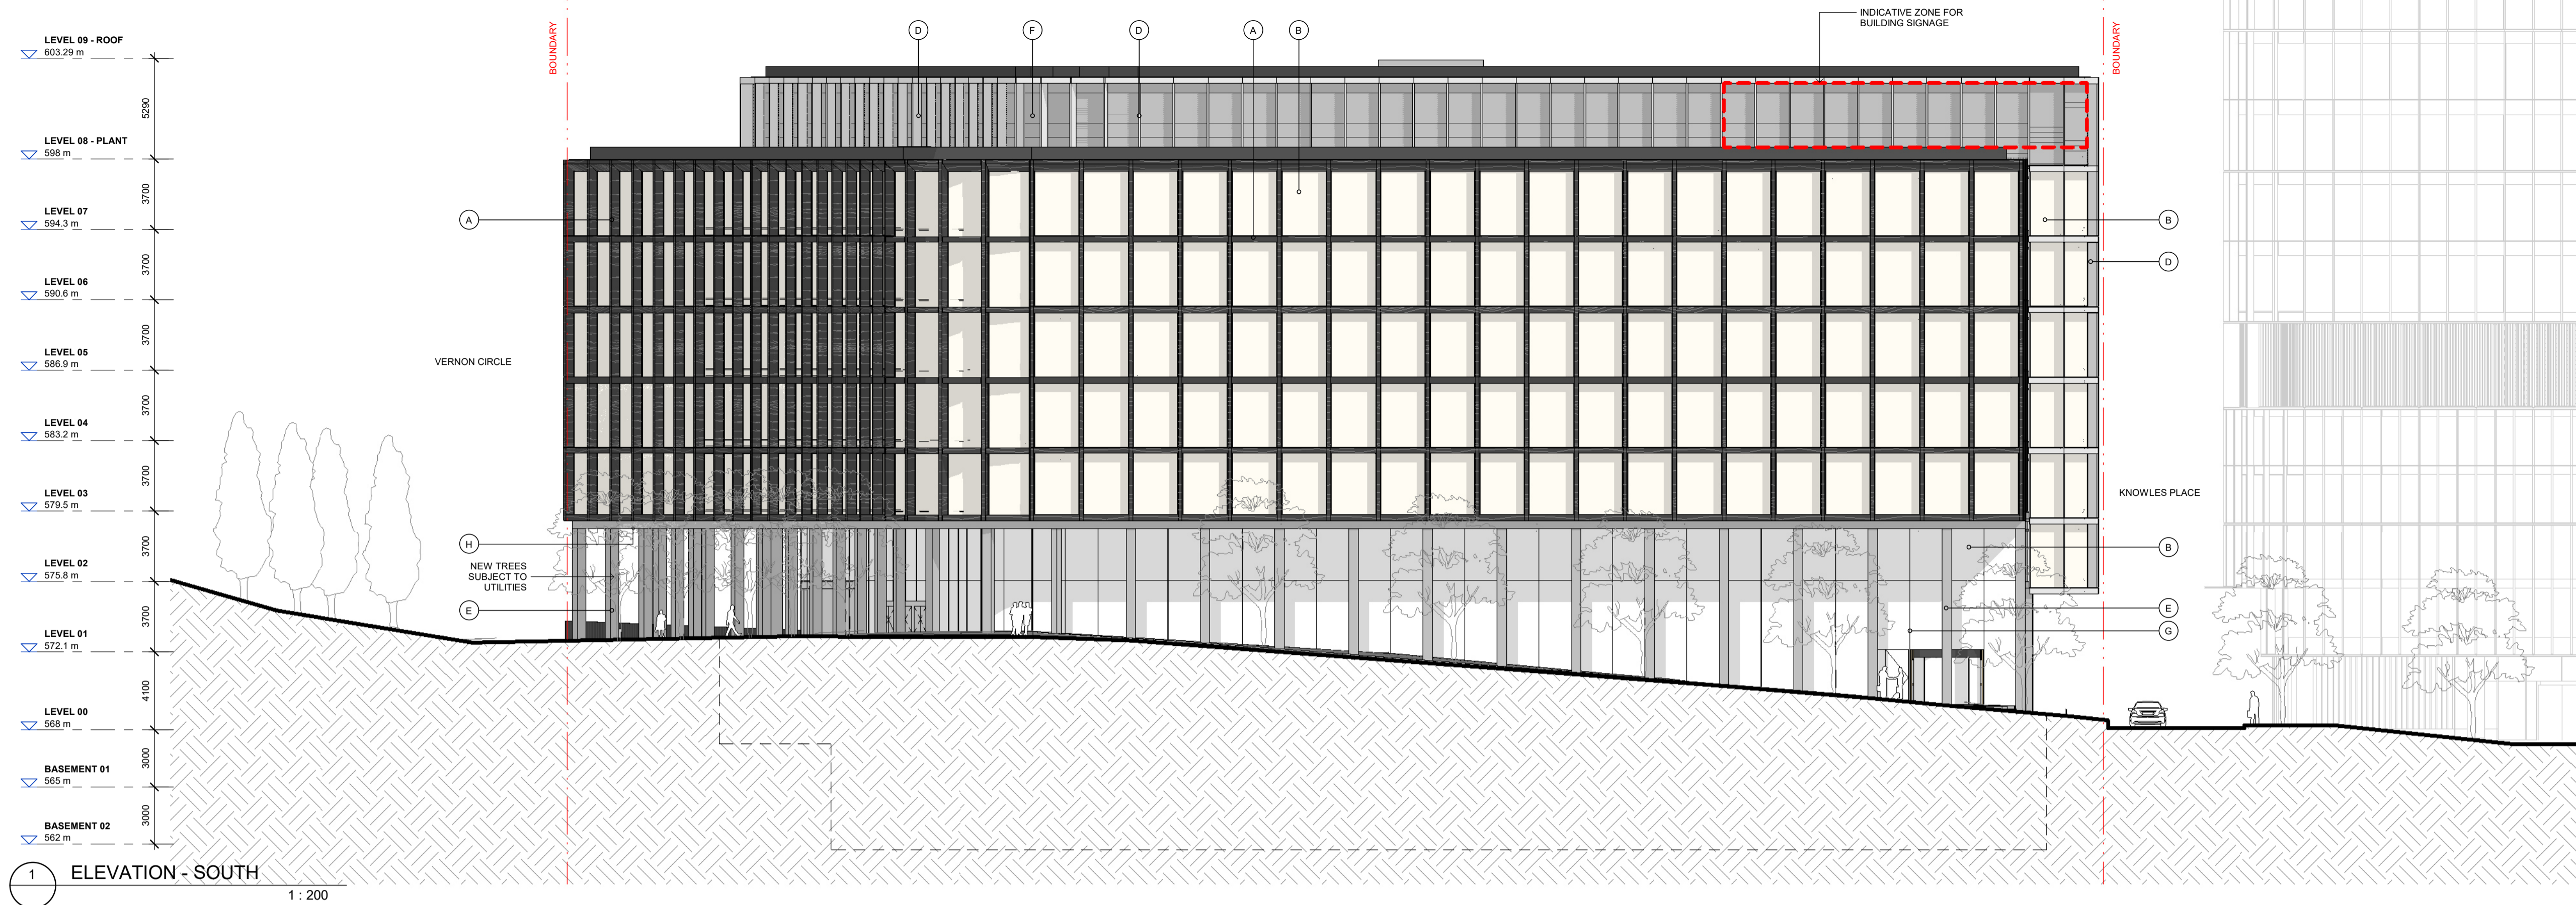 LEVEL 09 - ROOF
603.29 m
5290
LEVEL 08 - PLANT
598 m
3700
LEVEL 07
594.3 m
3700
LEVEL 06
590.6 m
3700
LEVEL 05
586.9 m
3700
LEVEL 04
583.2 m
3700
LEVEL 03
579.5 m
3700
LEVEL 02
575.8 m
3700
LEVEL 01
572.1 m
4100
LEVEL 00
568 m
3000
BASEMENT 01
565 m
3000
BASEMENT 02
562 m
BOUNDARY
D
F
D
A
B
INDICATIVE ZONE FOR
BUILDING SIGNAGE
BOUNDARY
A
B
D
VERNON CIRCLE
KNOWLES PLACE
H
B
NEW TREES
SUBJECT TO
UTILITIES
E
E
G
1
ELEVATION - SOUTH
1 : 200